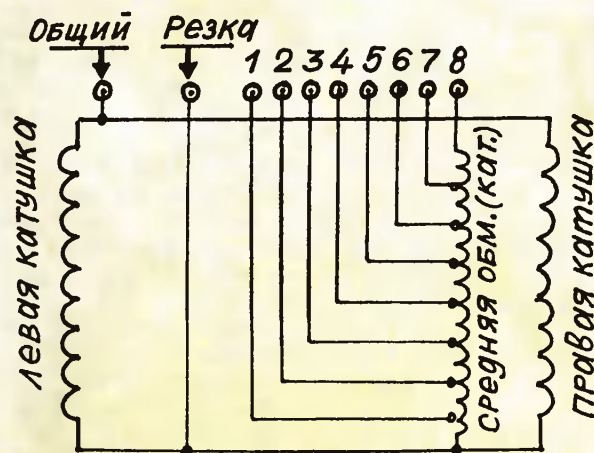 Общий
Резка
1 2 3 4 5 6 7 8
левая катушка
средняя обм. (кат.)
правая катушка